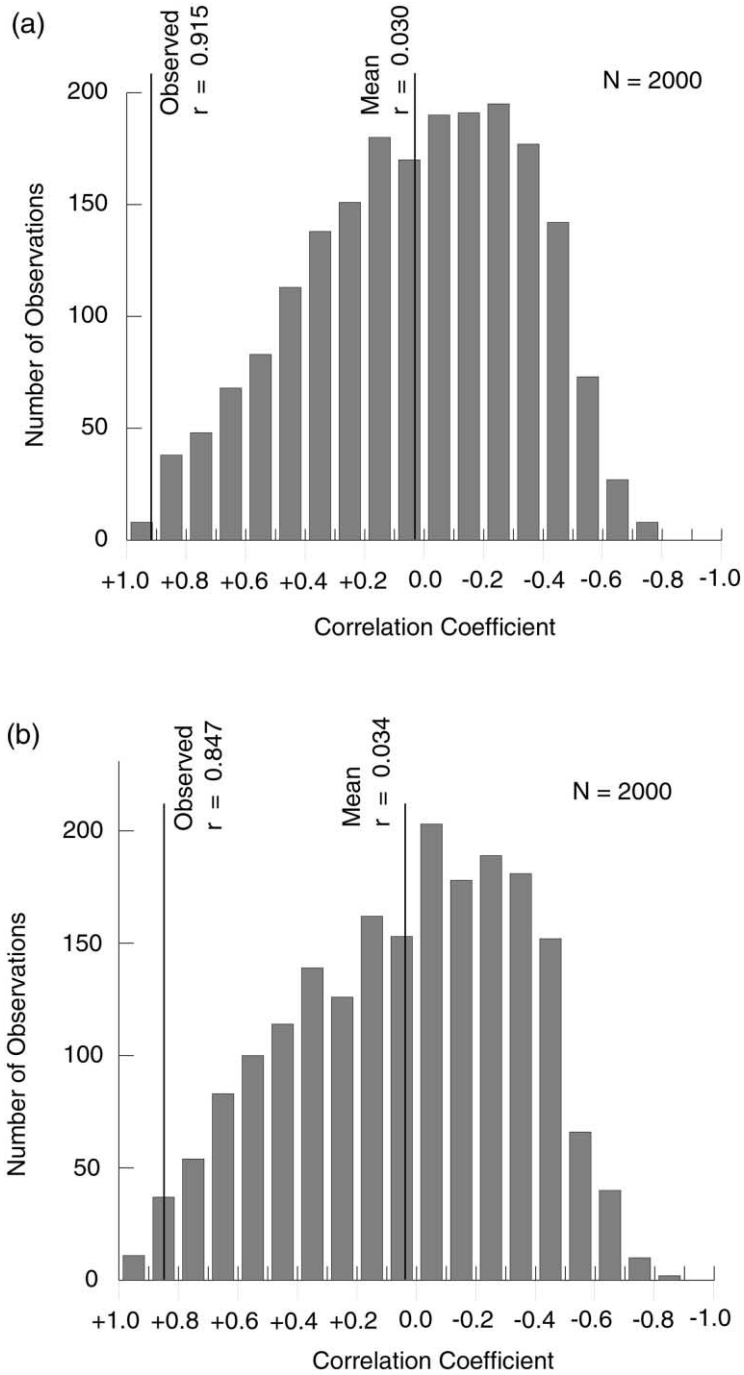 (a)
Observed
r = 0.915
Mean
r = 0.030
N = 2000
200
150
100
50
0
Number of Observations
+1.0 +0.8 +0.6 +0.4 +0.2 0.0 -0.2 -0.4 -0.6 -0.8 -1.0
Correlation Coefficient
(b)
Observed
r = 0.847
Mean
r = 0.034
N = 2000
200
150
100
50
0
Number of Observations
+1.0 +0.8 +0.6 +0.4 +0.2 0.0 -0.2 -0.4 -0.6 -0.8 -1.0
Correlation Coefficient